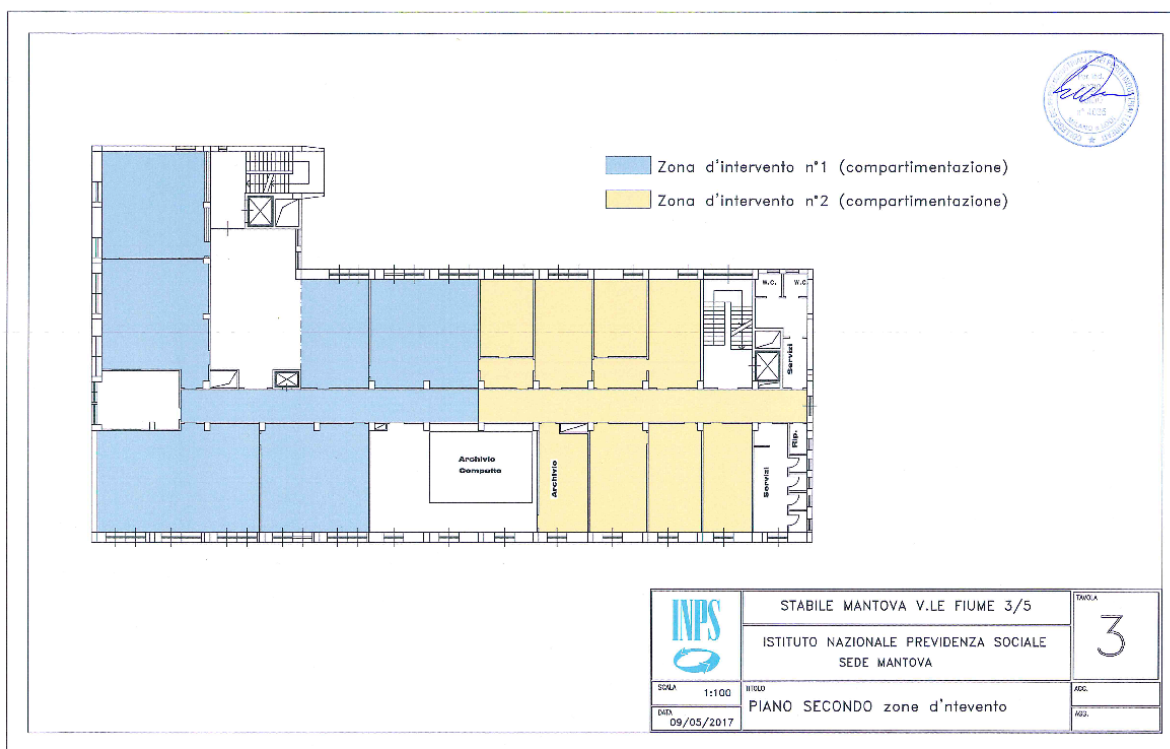 Zona d'intervento n°1 (compartimentazione)
Zona d'intervento n°2 (compartimentazione)
W.C.
W.C.
Servizi
Archivio
Compatto
Archivio
Servizi
Rip.
INPS
STABILE MANTOVA V.LE FIUME 3/5
TAVOLA
3
ISTITUTO NAZIONALE PREVIDENZA SOCIALE
SEDE MANTOVA
SCALA
1:100
TITOLO
PIANO SECONDO zone d'ntevento
DATA
09/05/2017
AGG.
AGG.